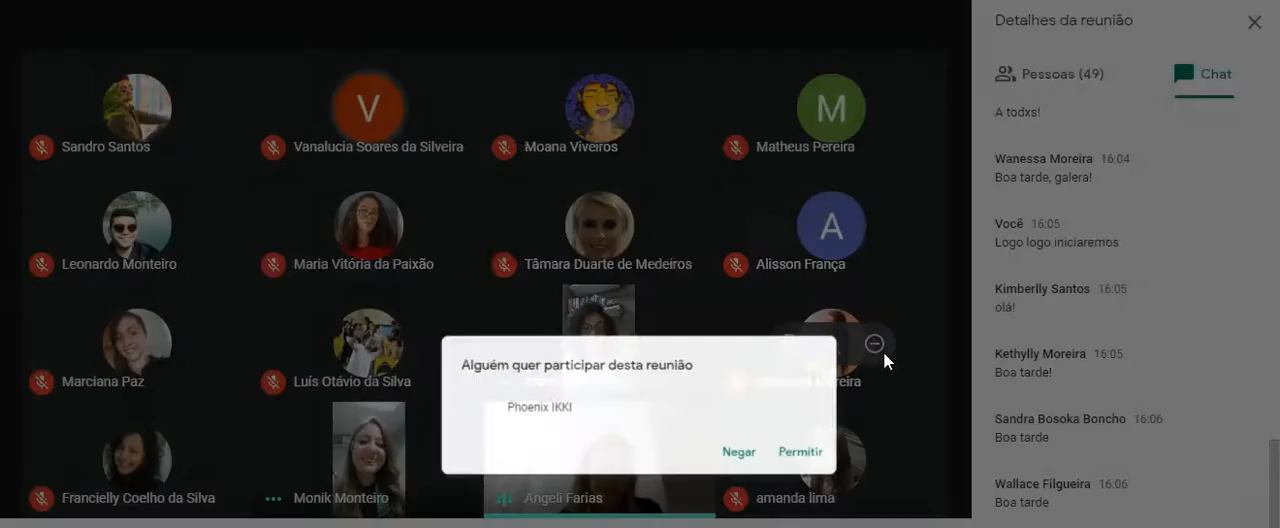 Detalhes da reunião
Pessoas (49)
Chat
A todxs!
Wanessa Moreira 16:04
Boa tarde, galera!
Você 16:05
Logo logo iniciaremos
Kimberlly Santos 16:05
olá!
Kethylly Moreira 16:05
Boa tarde!
Sandra Bosoka Boncho 16:06
Boa tarde
Wallace Filgueira 16:06
Boa tarde
V
M
Sandro Santos
Vanalucia Soares da Silveira
Moana Viveiros
Matheus Pereira
A
Leonardo Monteiro
Maria Vitória da Paixão
Tâmara Duarte de Medeiros
Alisson França
Marciana Paz
Luís Otávio da Silva
Alguém quer participar desta reunião
Phoenix IKKI
Negar
Permitir
Francielly Coelho da Silva
Monik Monteiro
Angeli Farias
amanda lima